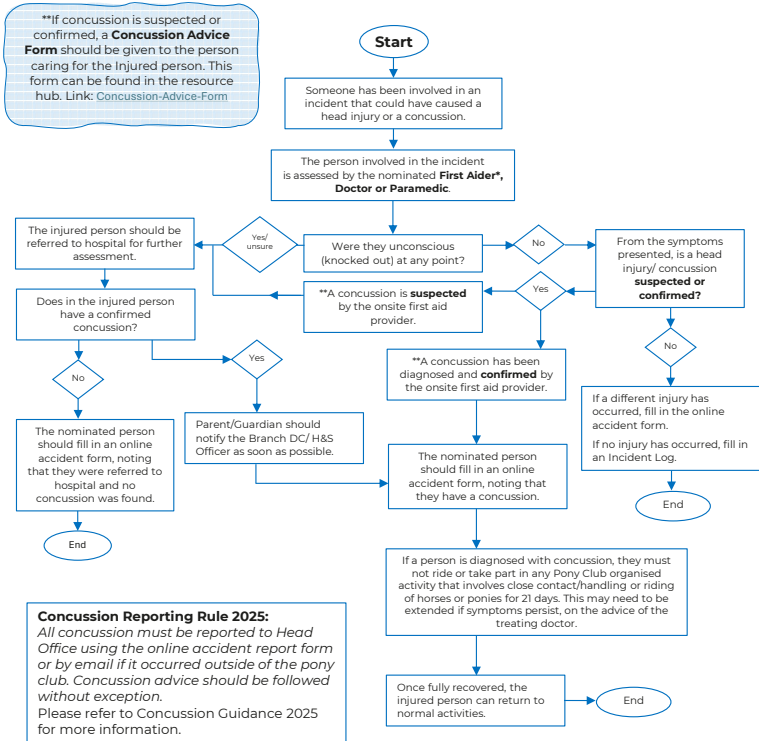 **If concussion is suspected or
confirmed, a Concussion Advice
Form should be given to the person
caring for the Injured person. This
form can be found in the resource
hub. Link: Concussion-Advice-Form
Start
Someone has been involved in an
incident that could have caused a
head injury or a concussion.
The person involved in the incident
is assessed by the nominated First Aider*,
Doctor or Paramedic.
Were they unconscious
(knocked out) at any point?
Yes/
unsure
No
The injured person should be
referred to hospital for further
assessment.
From the symptoms
presented, is a head
injury/ concussion
suspected or
confirmed?
Yes
**A concussion is suspected
by the onsite first aid
provider.
Does in the injured person
have a confirmed
concussion?
No
Yes
**A concussion has been
diagnosed and confirmed by
the onsite first aid provider.
No
If a different injury has
occurred, fill in the online
accident form.
If no injury has occurred, fill in
an Incident Log.
End
The nominated person
should fill in an online
accident form, noting
that they were referred to
hospital and no
concussion was found.
End
Parent/Guardian should
notify the Branch DC/ H&S
Officer as soon as possible.
The nominated person
should fill in an online
accident form, noting that
they have a concussion.
If a person is diagnosed with concussion, they must
not ride or take part in any Pony Club organised
activity that involves close contact/handling or riding
of horses or ponies for 21 days. This may need to be
extended if symptoms persist, on the advice of the
treating doctor.
Once fully recovered, the
injured person can return to
normal activities.
End
Concussion Reporting Rule 2025:
All concussion must be reported to Head
Office using the online accident report form
or by email if it occurred outside of the pony
club. Concussion advice should be followed
without exception.
Please refer to Concussion Guidance 2025
for more information.